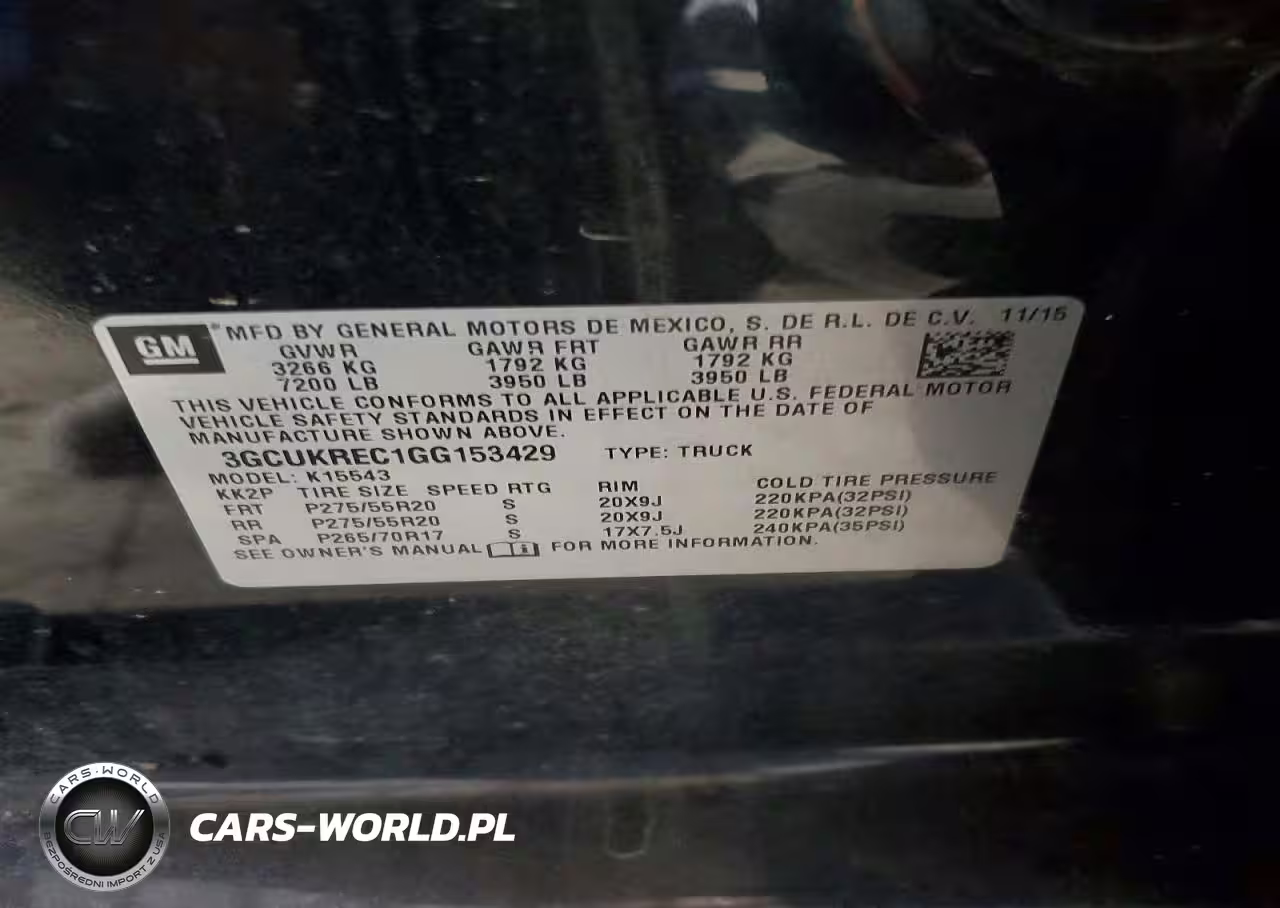 GM
MFD BY GENERAL MOTORS DE MEXICO, S. DE R.L. DE C.V. 11/15
GVWR GAWR FRT GAWR RR
3266 KG 1792 KG 1792 KG
7200 LB 3950 LB 3950 LB
THIS VEHICLE CONFORMS TO ALL APPLICABLE U.S. FEDERAL MOTOR
VEHICLE SAFETY STANDARDS IN EFFECT ON THE DATE OF
MANUFACTURE SHOWN ABOVE.
3GCUKREC1GG153429 TYPE: TRUCK
MODEL: K15543
KK2P TIRE SIZE SPEED RTG RIM COLD TIRE PRESSURE
FRT P275/55R20 S 20X9J 220KPA(32PSI)
RR P275/55R20 S 20X9J 220KPA(32PSI)
SPA P265/70R17 S 17X7.5J 240KPA(35PSI)
SEE OWNER'S MANUAL FOR MORE INFORMATION.
CARS-WORLD
CW
BEZPOŚREDNI IMPORT Z USA
CARS-WORLD.PL